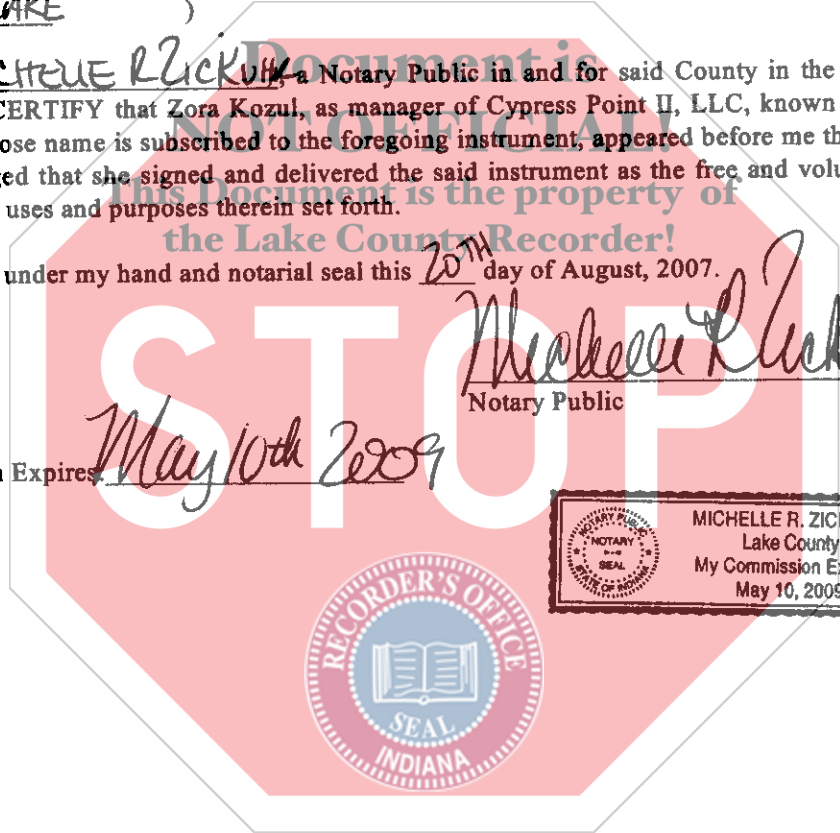 AKE )
CHELLE R ZICKUHR, a Notary Public in and for said County in the
CERTIFY that Zora Kozul, as manager of Cypress Point II, LLC, known
ose name is subscribed to the foregoing instrument, appeared before me th
ed that she signed and delivered the said instrument as the free and volu
uses and purposes therein set forth.
under my hand and notarial seal this 20TH day of August, 2007.
Document is
NOT OFFICIAL!
This Document is the property of
the Lake County Recorder!
STOP
Michelle R Zick
Notary Public
n Expires: May 10th 2009
NOTARY PUBLIC
NOTARY
SEAL
STATE OF INDIANA
MICHELLE R. ZIC
Lake County
My Commission E
May 10, 2009
RECORDER'S OFFICE
SEAL
INDIANA